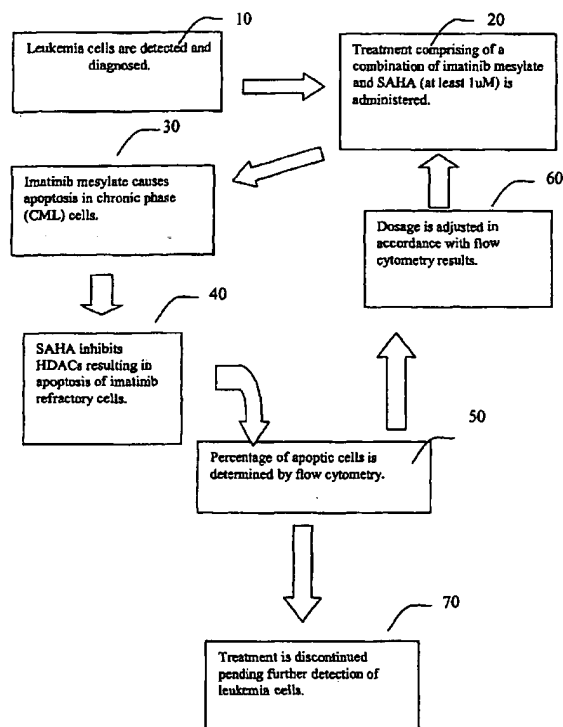 10
Leukemia cells are detected and
diagnosed.
20
Treatment comprising of a
combination of imatinib mesylate
and SAHA (at least 1uM) is
administered.
30
Imatinib mesylate causes
apoptosis in chronic phase
(CML) cells.
60
Dosage is adjusted in
accordance with flow
cytometry results.
40
SAHA inhibits
HDACs resulting in
apoptosis of imatinib
refractory cells.
50
Percentage of apoptic cells is
determined by flow cytometry.
70
Treatment is discontinued
pending further detection of
leukemia cells.